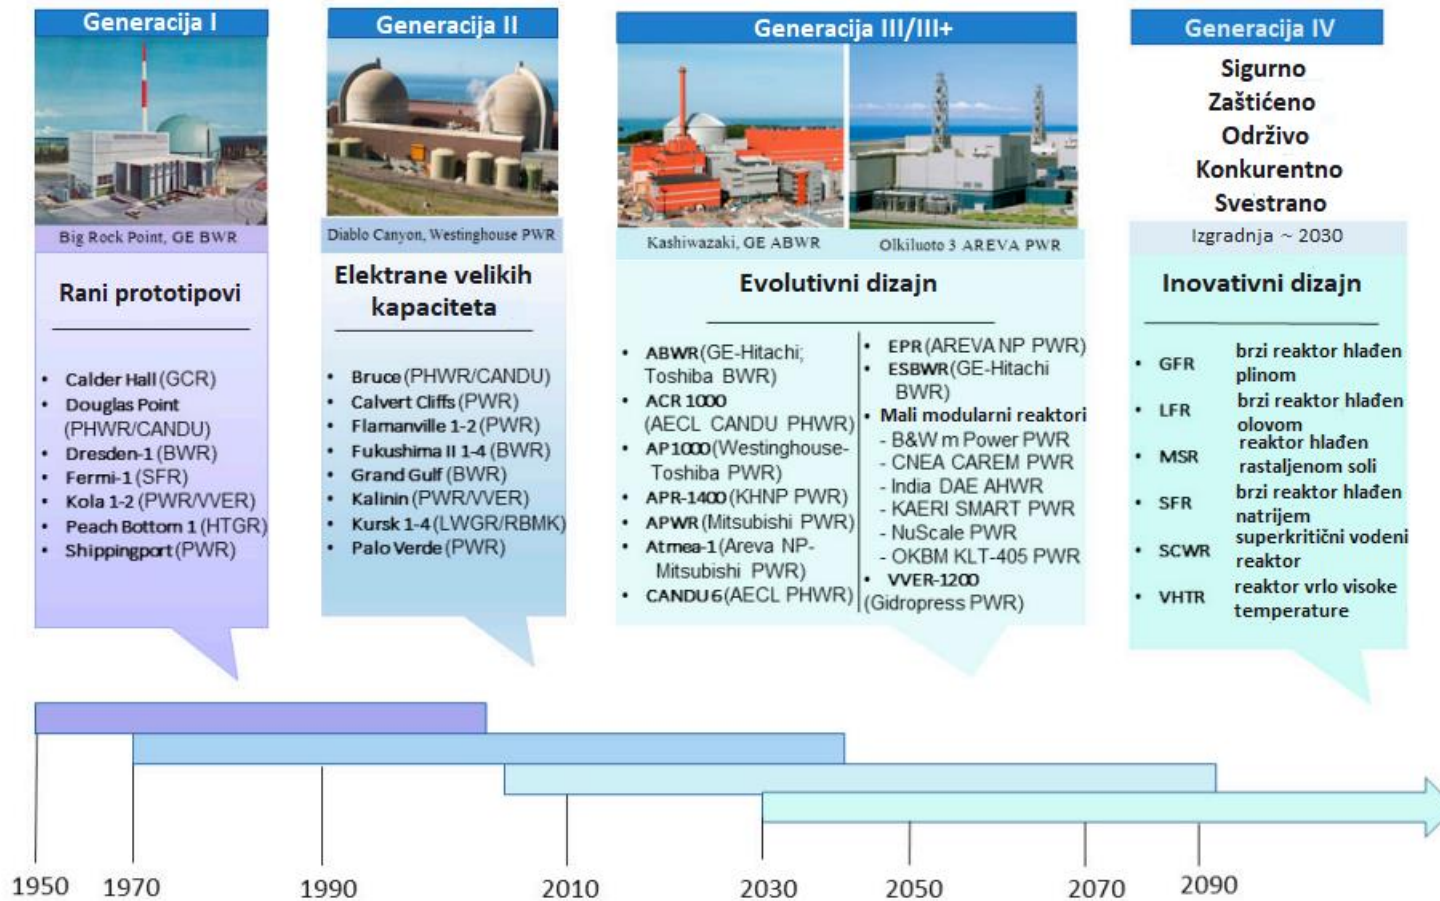 Generacija I
Big Rock Point, GE BWR
Rani prototipovi
• Calder Hall (GCR)
• Douglas Point
(PHWR/CANDU)
• Dresden-1 (BWR)
• Fermi-1 (SFR)
• Kola 1-2 (PWR/VVER)
• Peach Bottom 1 (HTGR)
• Shippingport (PWR)
Generacija II
Diablo Canyon, Westinghouse PWR
Elektrane velikih
kapaciteta
• Bruce (PHWR/CANDU)
• Calvert Cliffs (PWR)
• Flamanville 1-2 (PWR)
• Fukushima II 1-4 (BWR)
• Grand Gulf (BWR)
• Kalinin (PWR/VVER)
• Kursk 1-4 (LWGR/RBMK)
• Palo Verde (PWR)
Generacija III/III+
Kashiwazaki, GE ABWR
Olkiluoto 3 AREVA PWR
Evolutivni dizajn
• ABWR (GE-Hitachi;
Toshiba BWR)
• ACR 1000
(AECL CANDU PHWR)
• AP1000 (Westinghouse-
Toshiba PWR)
• APR-1400 (KHNP PWR)
• APWR (Mitsubishi PWR)
• Atmea-1 (Areva NP-
Mitsubishi PWR)
• CANDU 6 (AECL PHWR)
• EPR (AREVA NP PWR)
• ESBWR (GE-Hitachi
BWR)
• Mali modularni reaktori
- B&W m Power PWR
- CNEA CAREM PWR
- India DAE AHWR
- KAERI SMART PWR
- NuScale PWR
- OKBM KLT-405 PWR
• VVER-1200
(Gidropress PWR)
Generacija IV
Sigurno
Zaštićeno
Održivo
Konkurentno
Svestrano
Izgradnja ~ 2030
Inovativni dizajn
• GFR brzi reaktor hlađen
plinom
• LFR brzi reaktor hlađen
olovom
• MSR reaktor hlađen
rastaljenom soli
• SFR brzi reaktor hlađen
natrijem
• SCWR superkritični vodeni
reaktor
• VHTR reaktor vrlo visoke
temperature
1950 1970 1990 2010 2030 2050 2070 2090